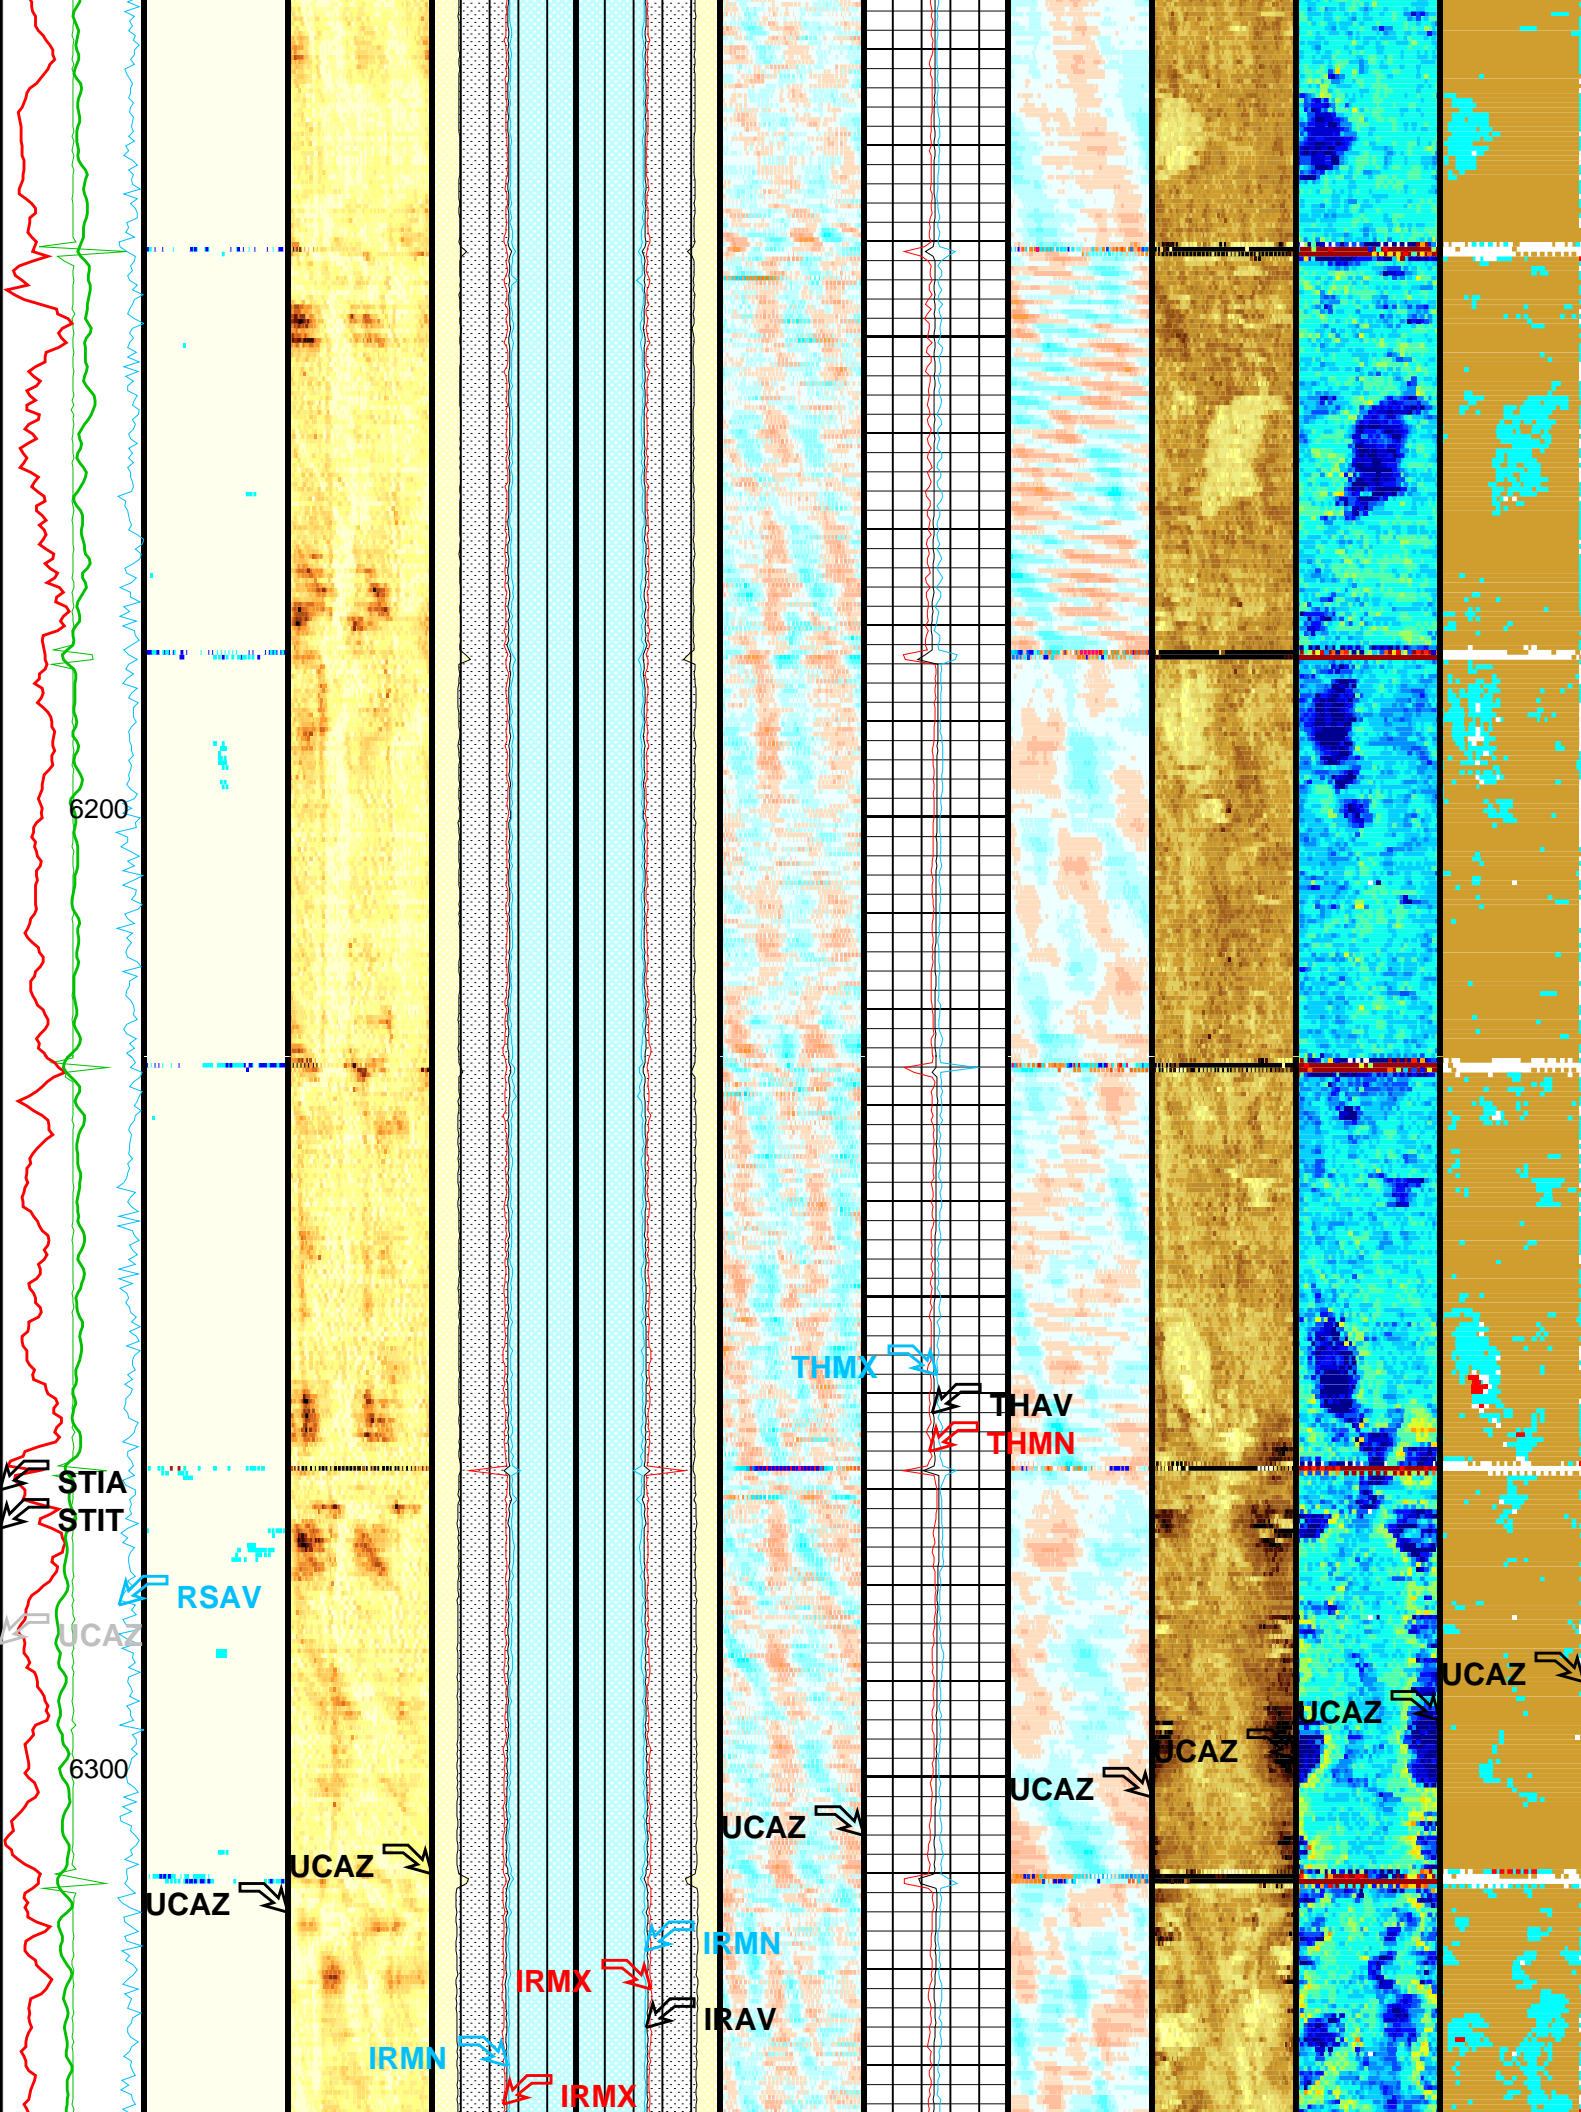 6200
THMX
THAV
THMN
STIA
STIT
RSAV
UCAZ
UCAZ
UCAZ
UCAZ
6300
UCAZ
UCAZ
UCAZ
UCAZ
IRMN
IRMX
IRAV
IRMN
IRMX